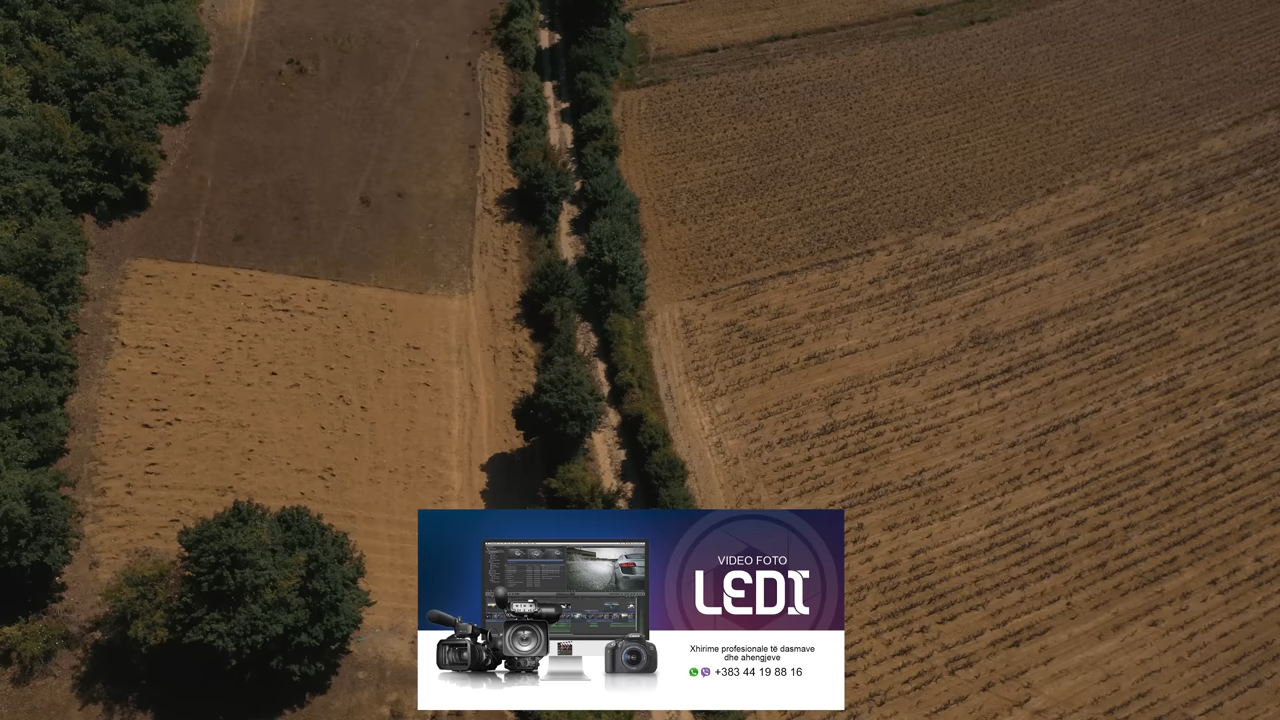 VIDEO FOTO
LEDI
Xhirime profesionale të dasmave
dhe ahengjeve
+383 44 19 88 16